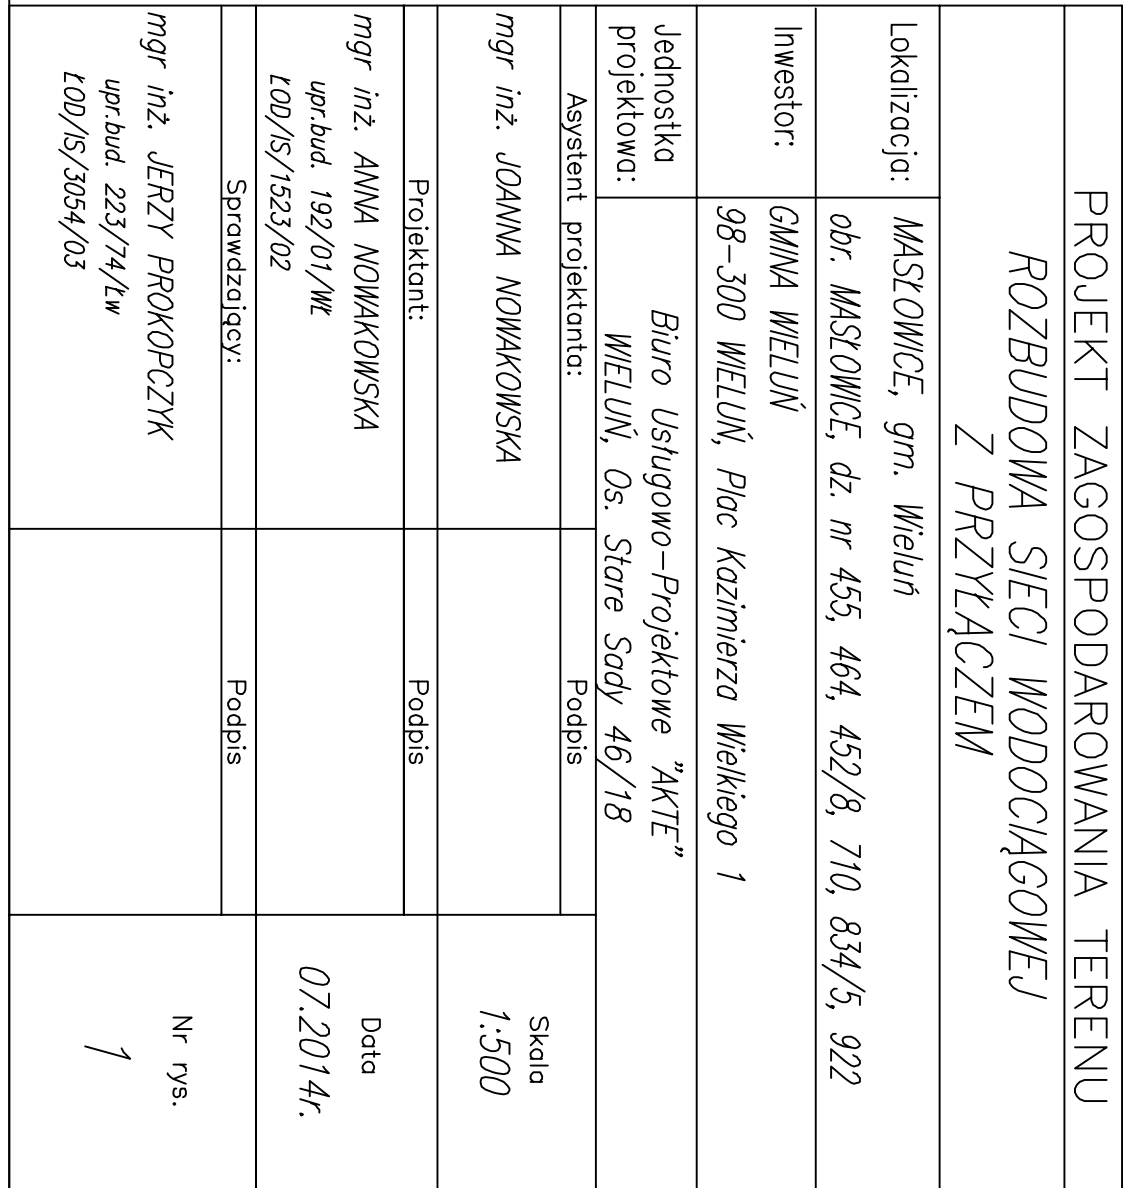 PROJEKT ZAGOSPODAROWANIA TERENU
ROZBUDOWA SIECI WODOCIĄGOWEJ
Z PRZYŁĄCZEM
Lokalizacja:
MASŁOWICE, gm. Wieluń
obr. MASŁOWICE, dz. nr 455, 464, 452/8, 710, 834/5, 922
Inwestor:
GMINA WIELUŃ
98-300 WIELUŃ, Plac Kazimierza Wielkiego 1
Jednostka
projektowa:
Biuro Usługowo-Projektowe "AKTE"
WIELUŃ, Os. Stare Sady 46/18
Asystent projektanta:
Podpis
mgr inż. JOANNA NOWAKOWSKA
Skala
1:500
Projektant:
Podpis
mgr inż. ANNA NOWAKOWSKA
upr.bud. 192/01/WŁ
ŁOD/IS/1523/02
Data
07.2014r.
Sprawdzający:
Podpis
mgr inż. JERZY PROKOPCZYK
upr.bud. 223/74/Łw
ŁOD/IS/3054/03
Nr rys.
1